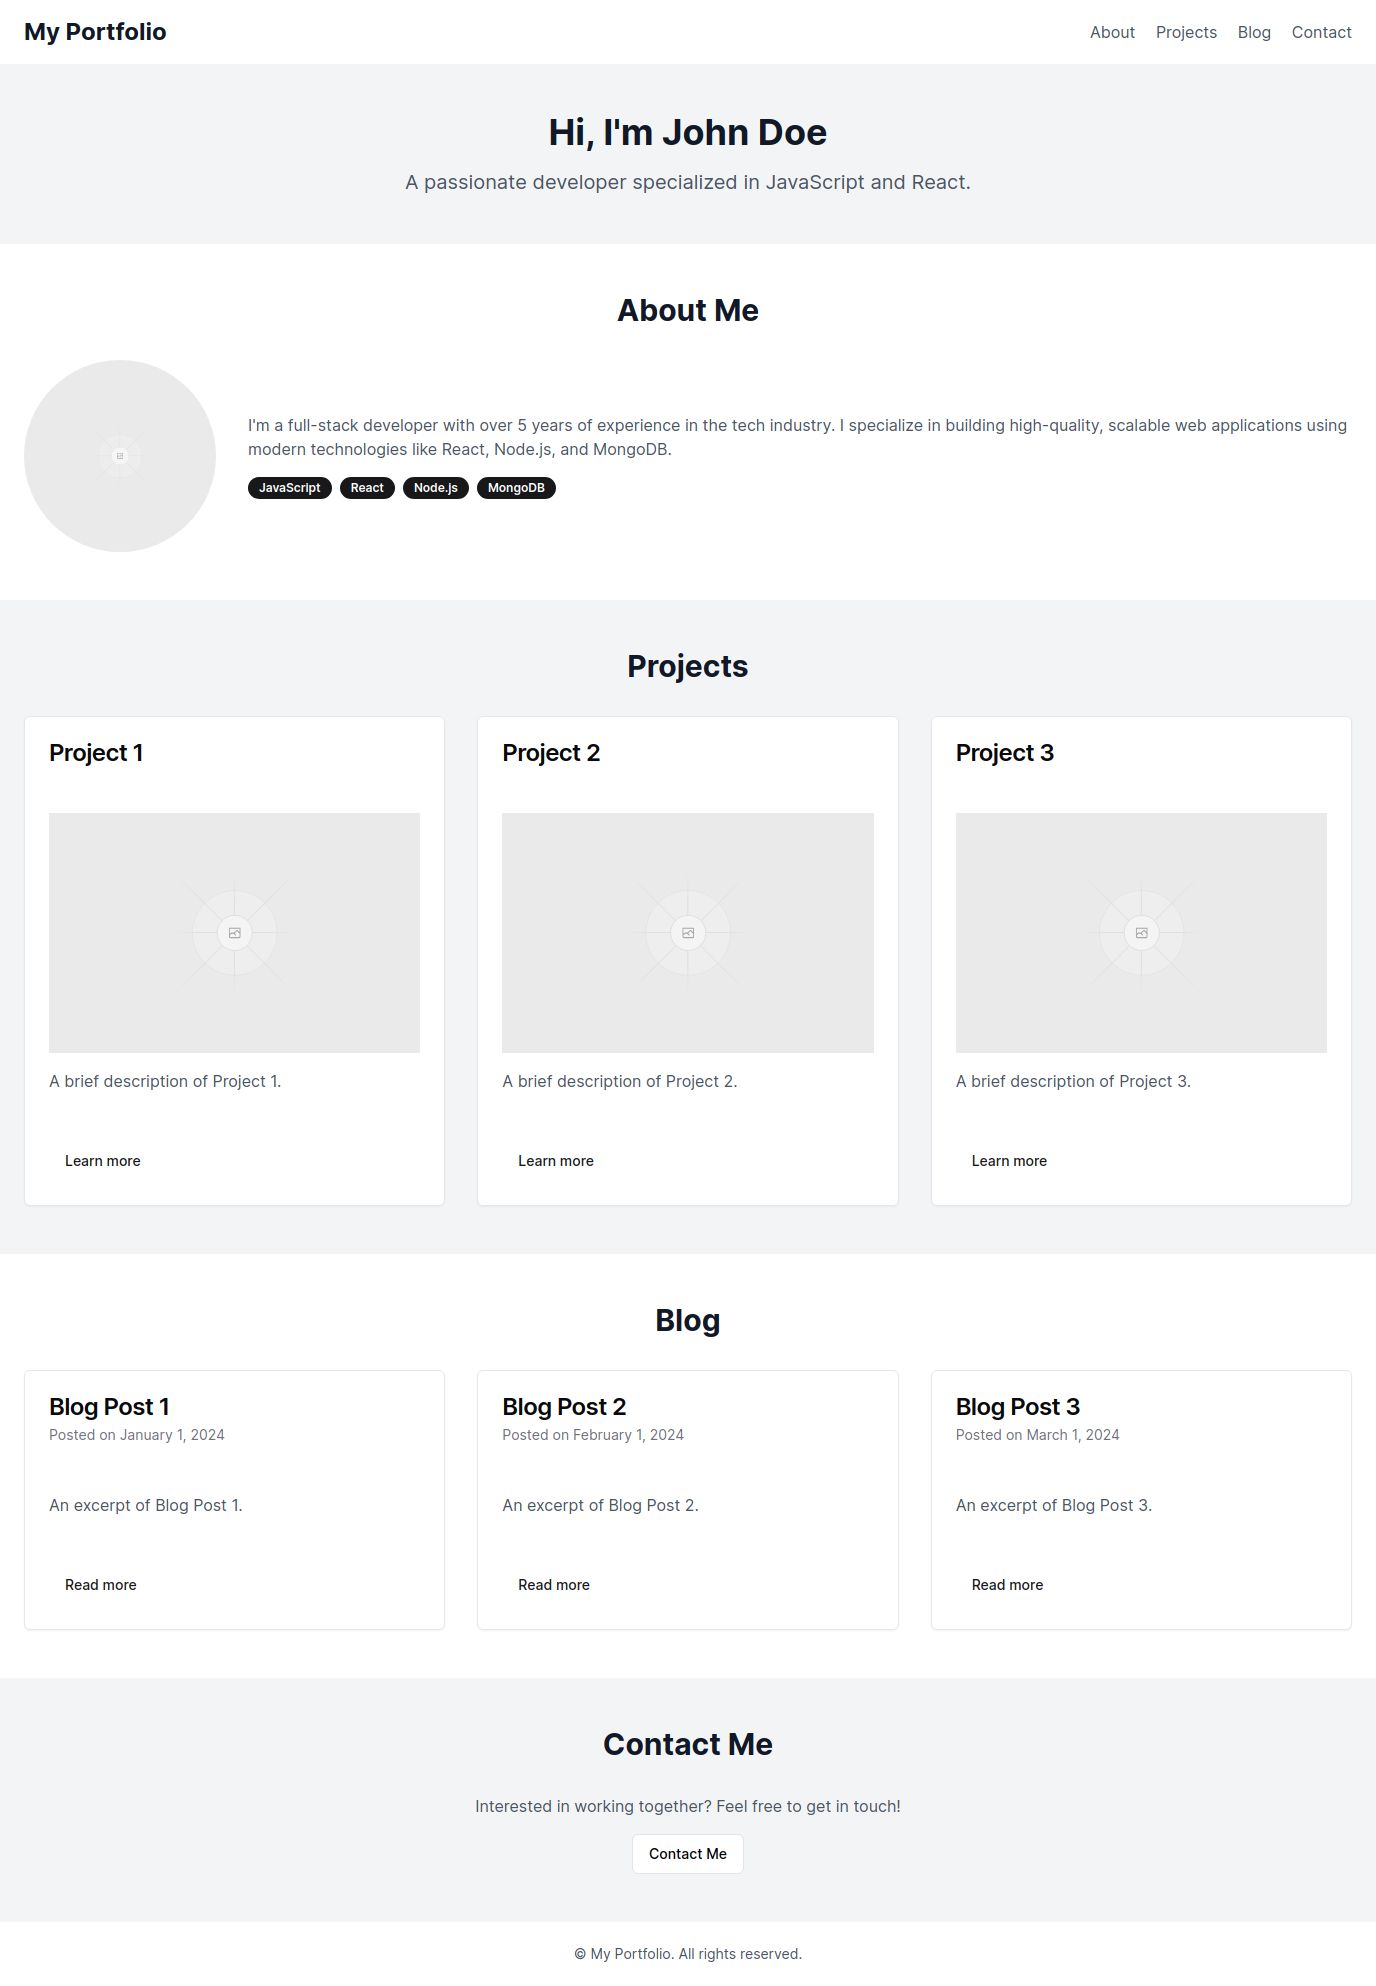 My Portfolio
About Projects Blog Contact
Hi, I'm John Doe
A passionate developer specialized in JavaScript and React.
About Me
I'm a full-stack developer with over 5 years of experience in the tech industry. I specialize in building high-quality, scalable web applications using
modern technologies like React, Node.js, and MongoDB.
JavaScript React Node.js MongoDB
Projects
Project 1
A brief description of Project 1.
Learn more
Project 2
A brief description of Project 2.
Learn more
Project 3
A brief description of Project 3.
Learn more
Blog
Blog Post 1
Posted on January 1, 2024
An excerpt of Blog Post 1.
Read more
Blog Post 2
Posted on February 1, 2024
An excerpt of Blog Post 2.
Read more
Blog Post 3
Posted on March 1, 2024
An excerpt of Blog Post 3.
Read more
Contact Me
Interested in working together? Feel free to get in touch!
Contact Me
© My Portfolio. All rights reserved.